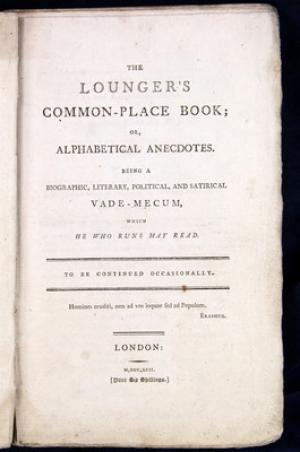 THE
LOUNGER'S
COMMON-PLACE BOOK;
OR,
ALPHABETICAL ANECDOTES.
BEING A
BIOGRAPHIC, LITERARY, POLITICAL, AND SATIRICAL
VADE-MECUM,
WHICH
HE WHO RUNS MAY READ.
TO BE CONTINUED OCCASIONALLY.
Homines eruditi, non ad vos loquor sed ad Populum.
ERASMUS.
LONDON:
M,DCC,XCII.
[Price Six Shillings.]